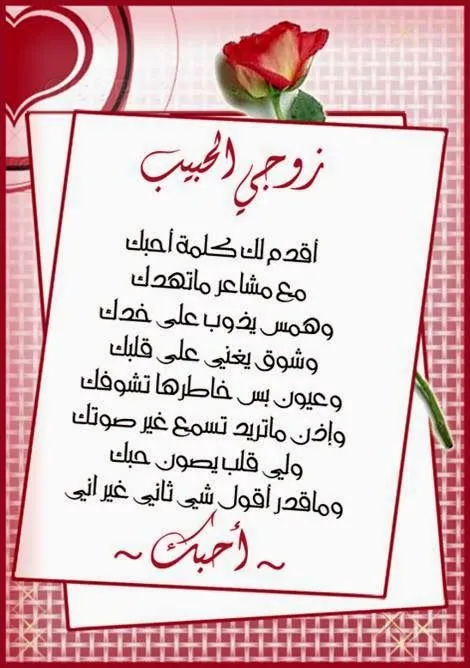 زوجي الحبيب
أقدم لك كلمة أحبك
مع مشاعر ماتهدك
وهمس يذوب على خدك
وشوق يغني على قلبك
وعيون بس خاطرها تشوفك
وإذن ماتريد تسمع غير صوتك
ولي قلب يصون حبك
وماقدر أقول شي ثاني غير اني
~ أحبك ~